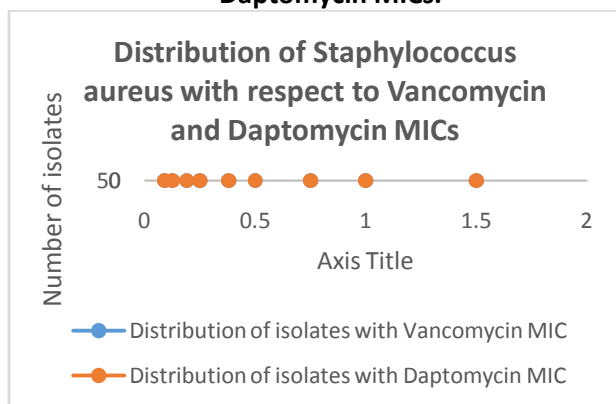 Daptomycin MICs.
Distribution of Staphylococcus
aureus with respect to Vancomycin
and Daptomycin MICs
Number of isolates
50
0 0.5 1 1.5 2
Axis Title
Distribution of isolates with Vancomycin MIC
Distribution of isolates with Daptomycin MIC